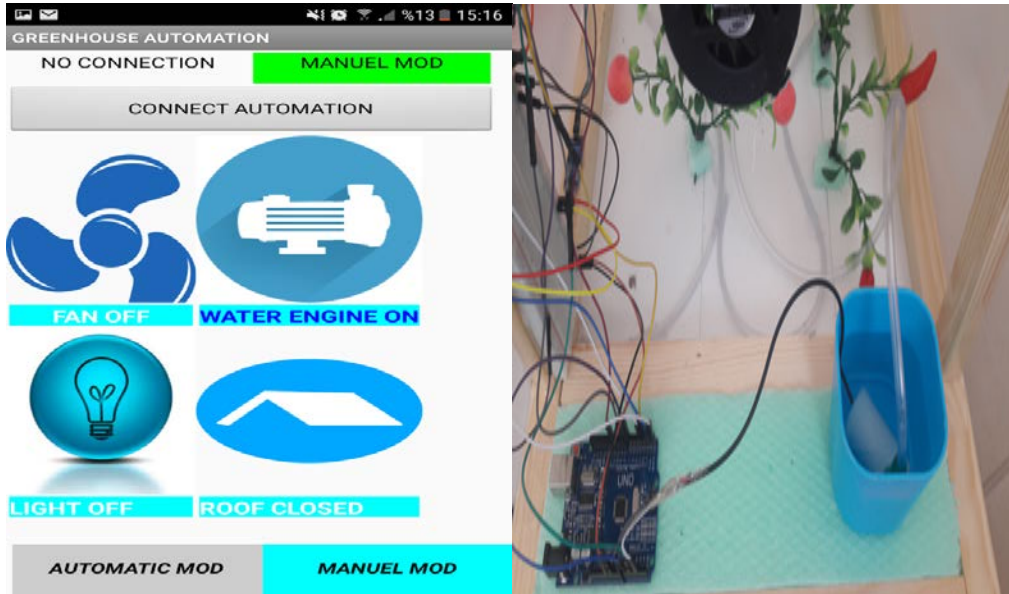 %13 15:16
GREENHOUSE AUTOMATION
NO CONNECTION
MANUEL MOD
CONNECT AUTOMATION
FAN OFF
WATER ENGINE ON
LIGHT OFF
ROOF CLOSED
AUTOMATIC MOD
MANUEL MOD
UNO